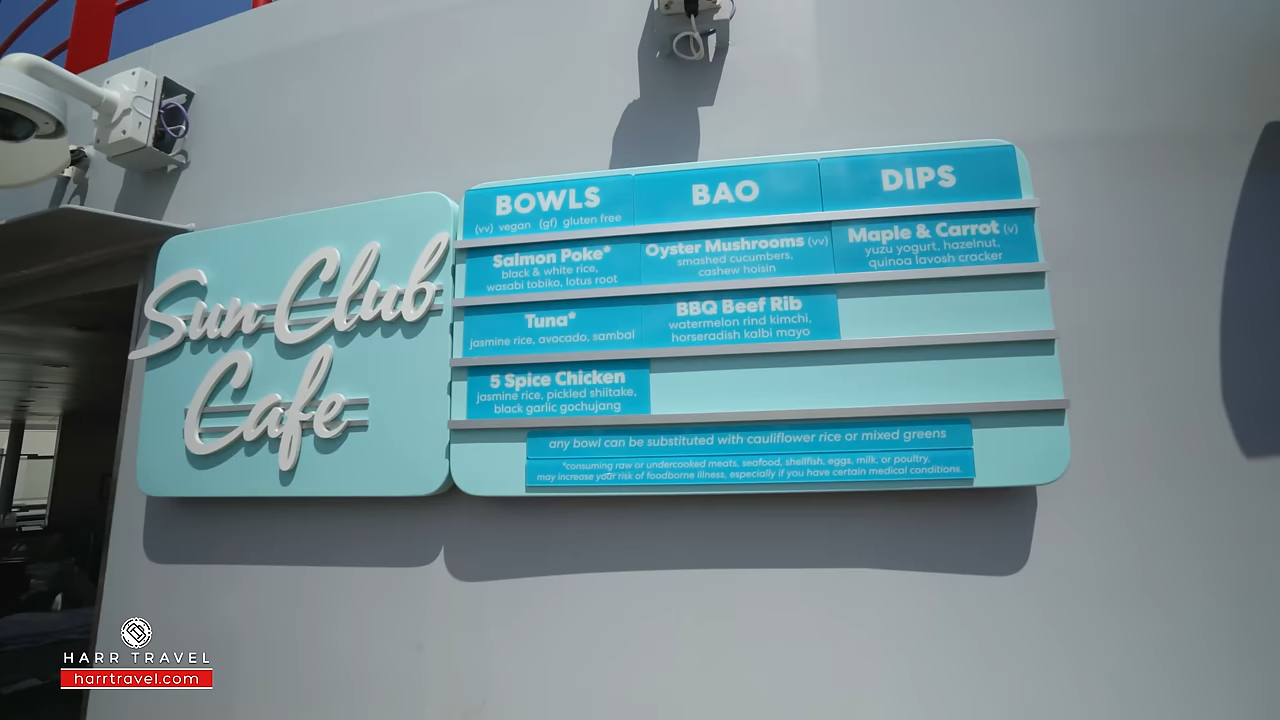 Sun Club
Cafe
BOWLS
(vv) vegan (gf) gluten free
Salmon Poke*
black & white rice,
wasabi tobiko, lotus root
Tuna*
jasmine rice, avocado, sambal
5 Spice Chicken
jasmine rice, pickled shiitake,
black garlic gochujang
BAO
Oyster Mushrooms (vv)
smashed cucumbers,
cashew hoisin
BBQ Beef Rib
watermelon rind kimchi,
horseradish kalbi mayo
DIPS
Maple & Carrot (v)
yuzu yogurt, hazelnut,
quinoa lavosh cracker
any bowl can be substituted with cauliflower rice or mixed greens
*consuming raw or undercooked meats, seafood, shellfish, eggs, milk, or poultry,
may increase your risk of foodborne illness, especially if you have certain medical conditions.
HARR TRAVEL
harrtravel.com